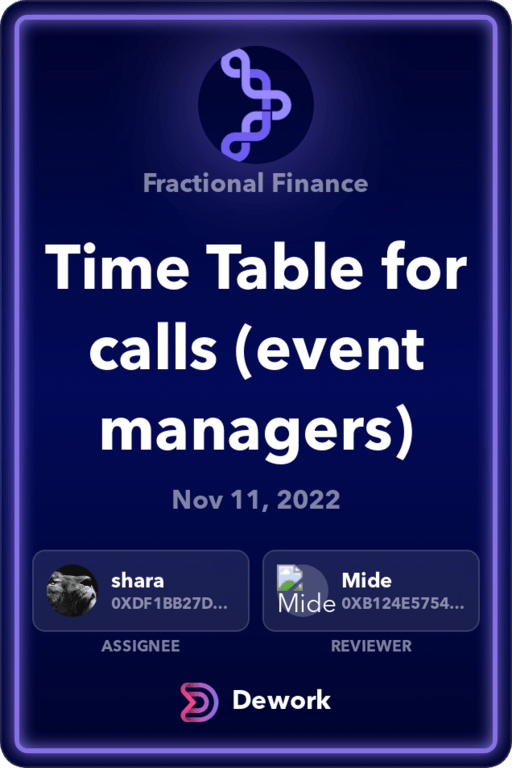 Fractional Finance
Time Table for
calls (event
managers)
Nov 11, 2022
shara
0XDF1BB27D...
Mide
Mide
0XB124E5754...
ASSIGNEE
REVIEWER
Dework